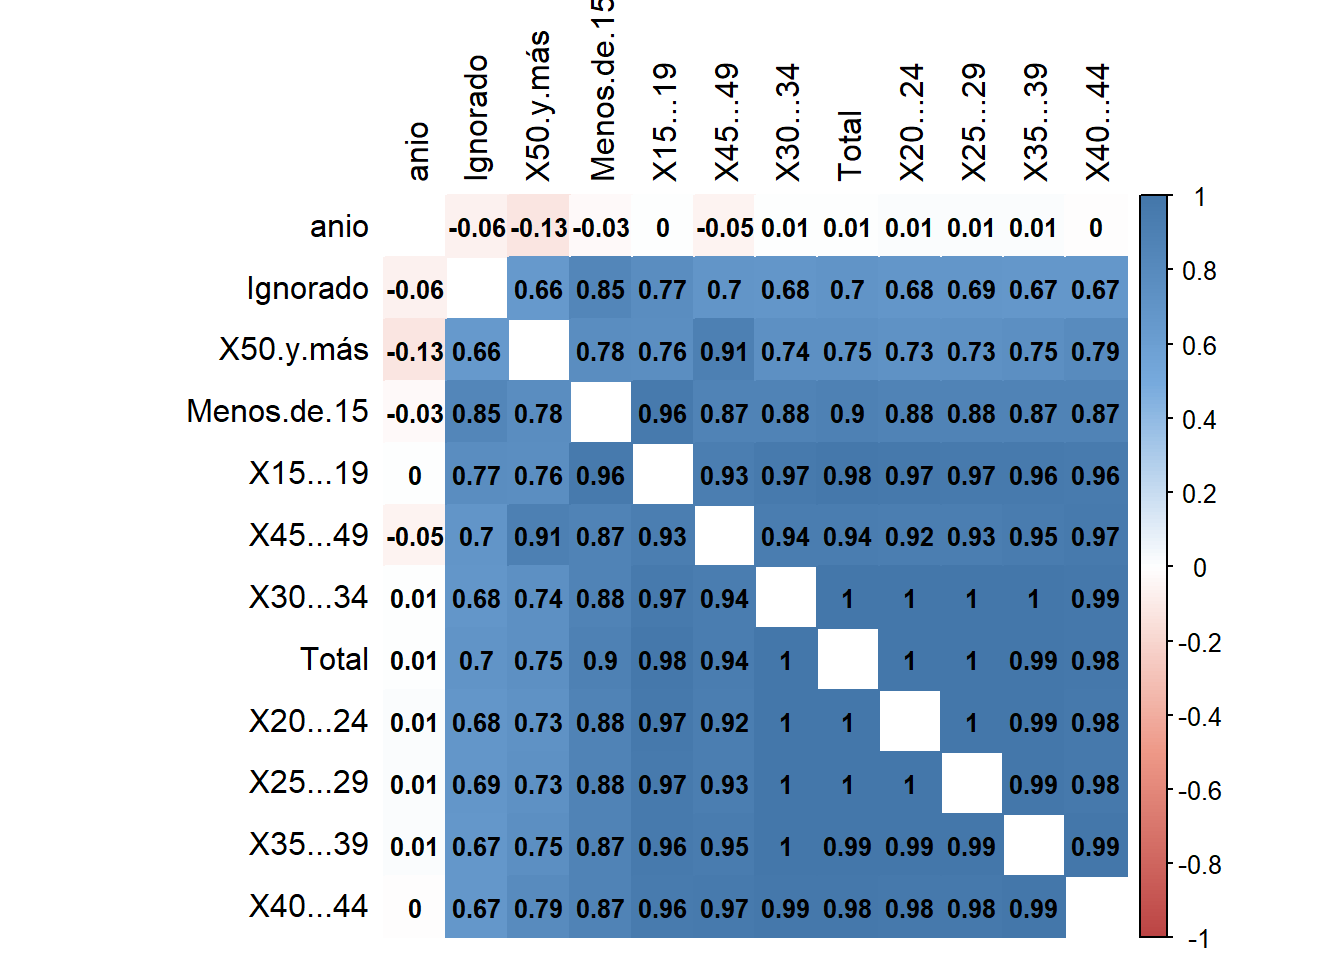 anio Ignorado X50.y.más Menos.de.15 X15...19 X45...49 X30...34 Total X20...24 X25...29 X35...39 X40...44
anio -0.06 -0.13 -0.03 0 -0.05 0.01 0.01 0.01 0.01 0.01 0
Ignorado -0.06 0.66 0.85 0.77 0.7 0.68 0.7 0.68 0.69 0.67 0.67
X50.y.más -0.13 0.66 0.78 0.76 0.91 0.74 0.75 0.73 0.73 0.75 0.79
Menos.de.15 -0.03 0.85 0.78 0.96 0.87 0.88 0.9 0.88 0.88 0.87 0.87
X15...19 0 0.77 0.76 0.96 0.93 0.97 0.98 0.97 0.97 0.96 0.96
X45...49 -0.05 0.7 0.91 0.87 0.93 0.94 0.94 0.92 0.93 0.95 0.97
X30...34 0.01 0.68 0.74 0.88 0.97 0.94 1 1 1 1 0.99
Total 0.01 0.7 0.75 0.9 0.98 0.94 1 1 1 0.99 0.98
X20...24 0.01 0.68 0.73 0.88 0.97 0.92 1 1 1 0.99 0.98
X25...29 0.01 0.69 0.73 0.88 0.97 0.93 1 1 1 0.99 0.98
X35...39 0.01 0.67 0.75 0.87 0.96 0.95 1 0.99 0.99 0.99 0.99
X40...44 0 0.67 0.79 0.87 0.96 0.97 0.99 0.98 0.98 0.98 0.99
1
0.8
0.6
0.4
0.2
0
-0.2
-0.4
-0.6
-0.8
-1